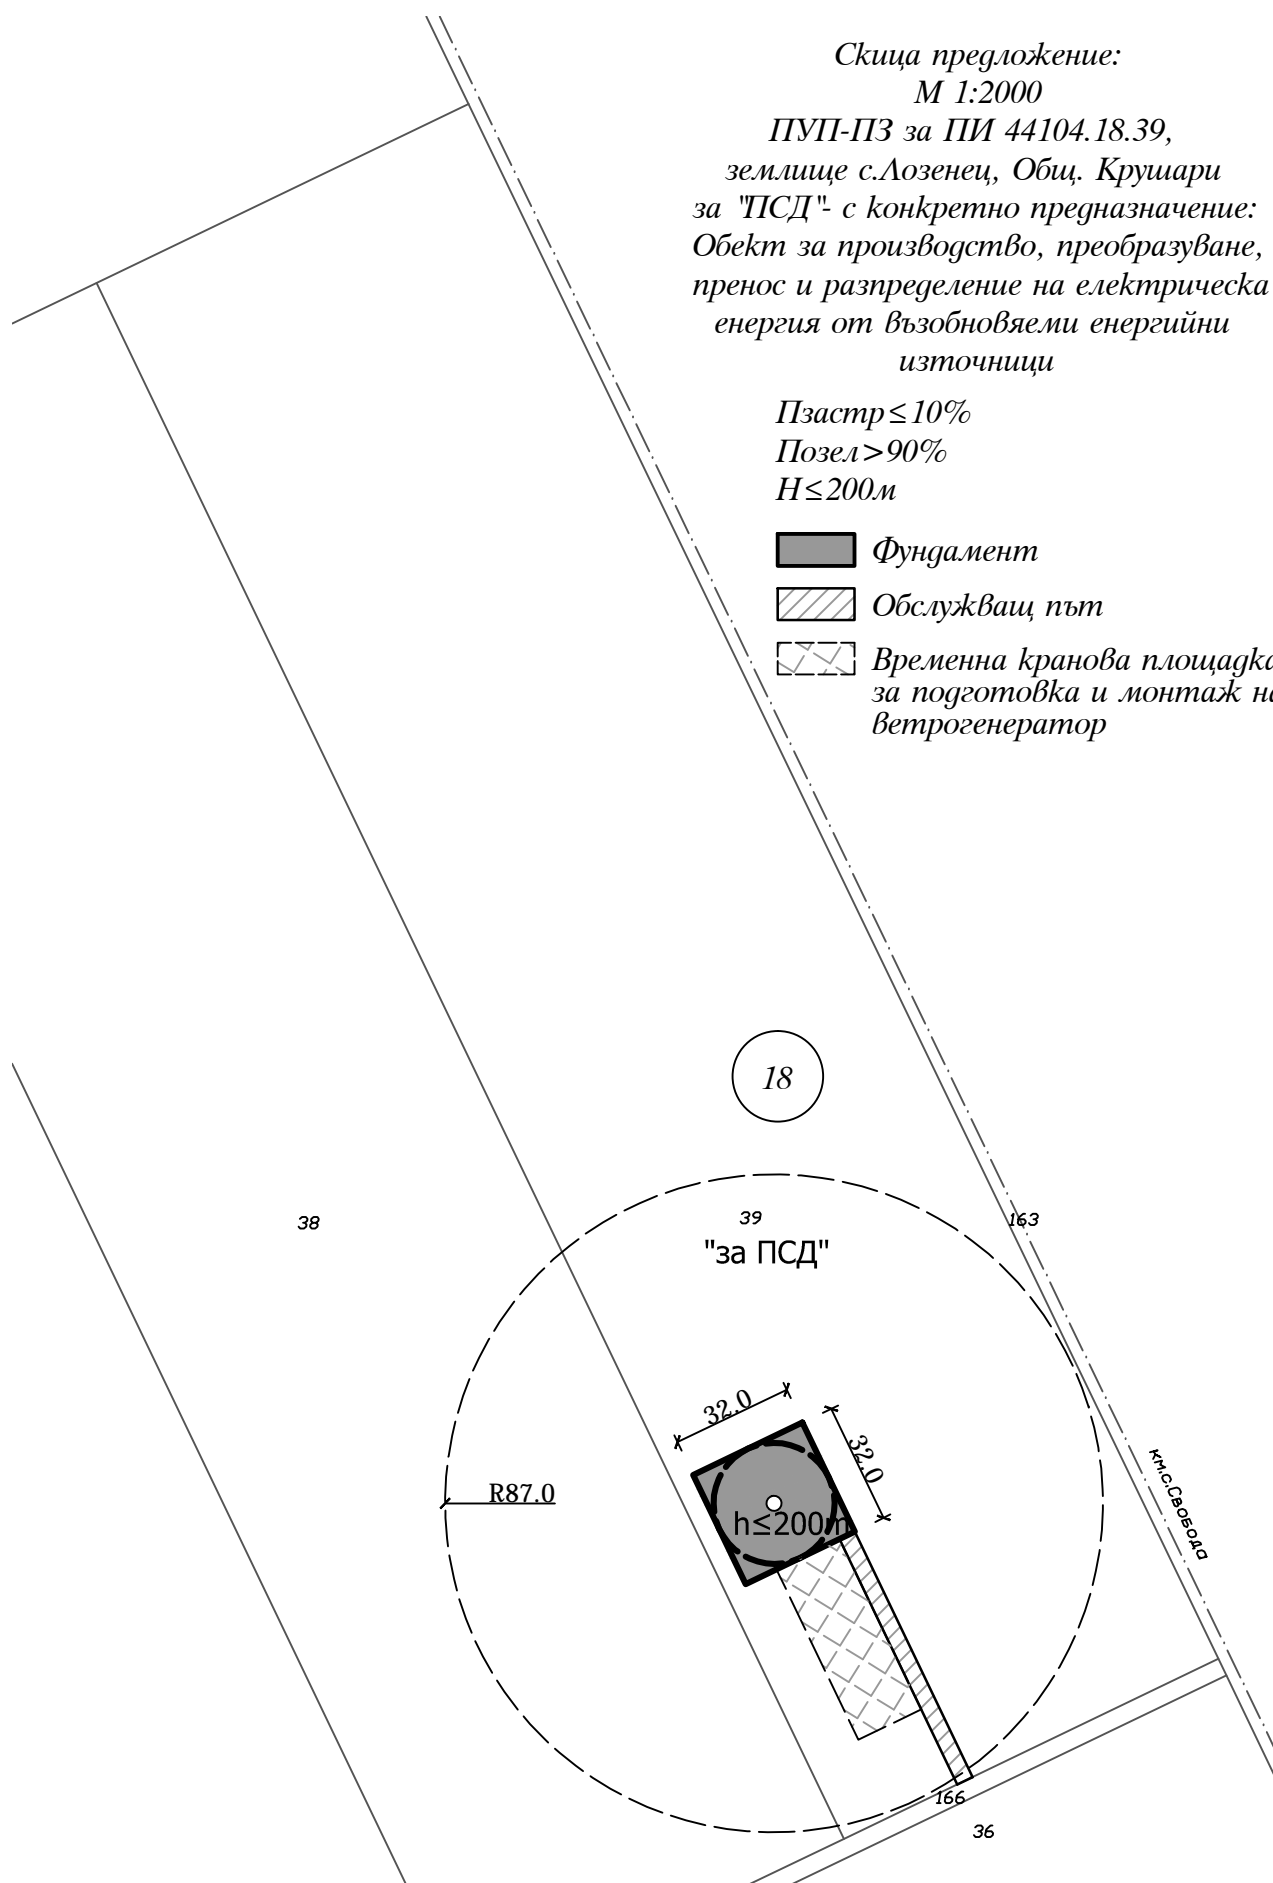 Скица предложение:
М 1:2000
ПУП-ПЗ за ПИ 44104.18.39,
землище с.Лозенец, Общ. Крушари
за "ПСД"- с конкретно предназначение:
Обект за производство, преобразуване,
пренос и разпределение на електрическа
енергия от възобновяеми енергийни
източници
Пзастр≤10%
Позел>90%
Н≤200м
Фундамент
Обслужващ път
Временна кранова площадка
за подготовка и монтаж на
ветрогенератор
18
38
39
163
"за ПСД"
32.0
32.0
R87.0
h≤200m
км.с.Свобода
166
36